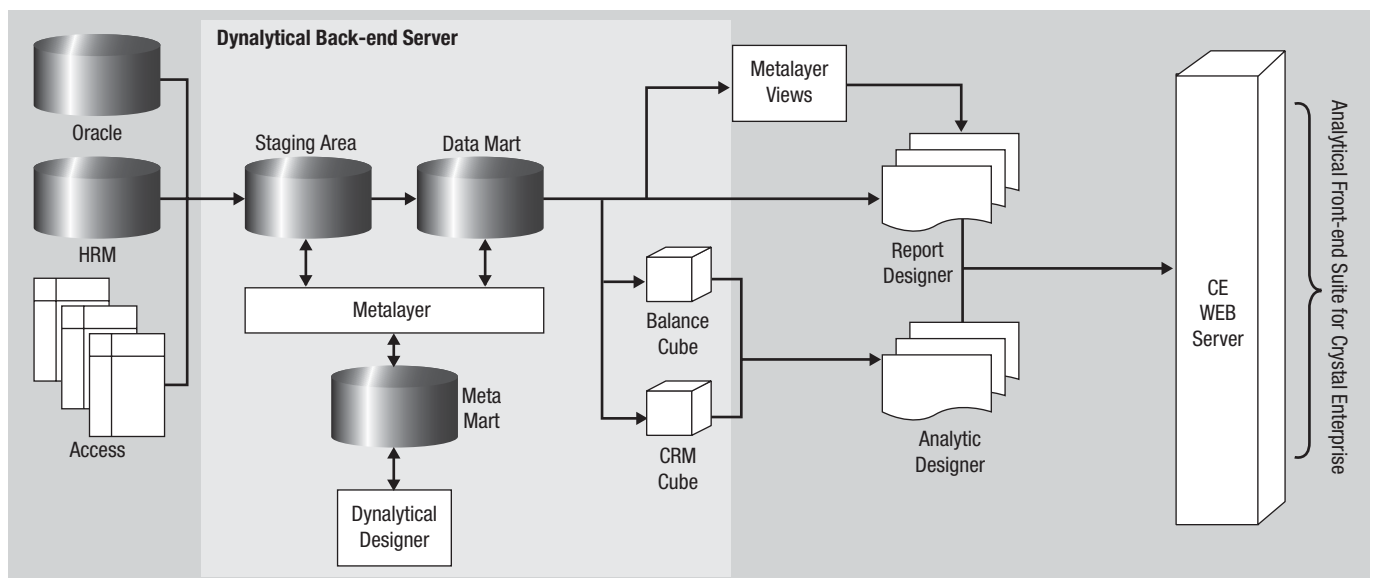 Dynalytical Back-end Server
Oracle
HRM
Access
Staging Area
Data Mart
Metalayer
Meta
Mart
Dynalytical
Designer
Balance
Cube
CRM
Cube
Metalayer
Views
Report
Designer
Analytic
Designer
CE
WEB
Server
Analytical Front-end Suite for Crystal Enterprise